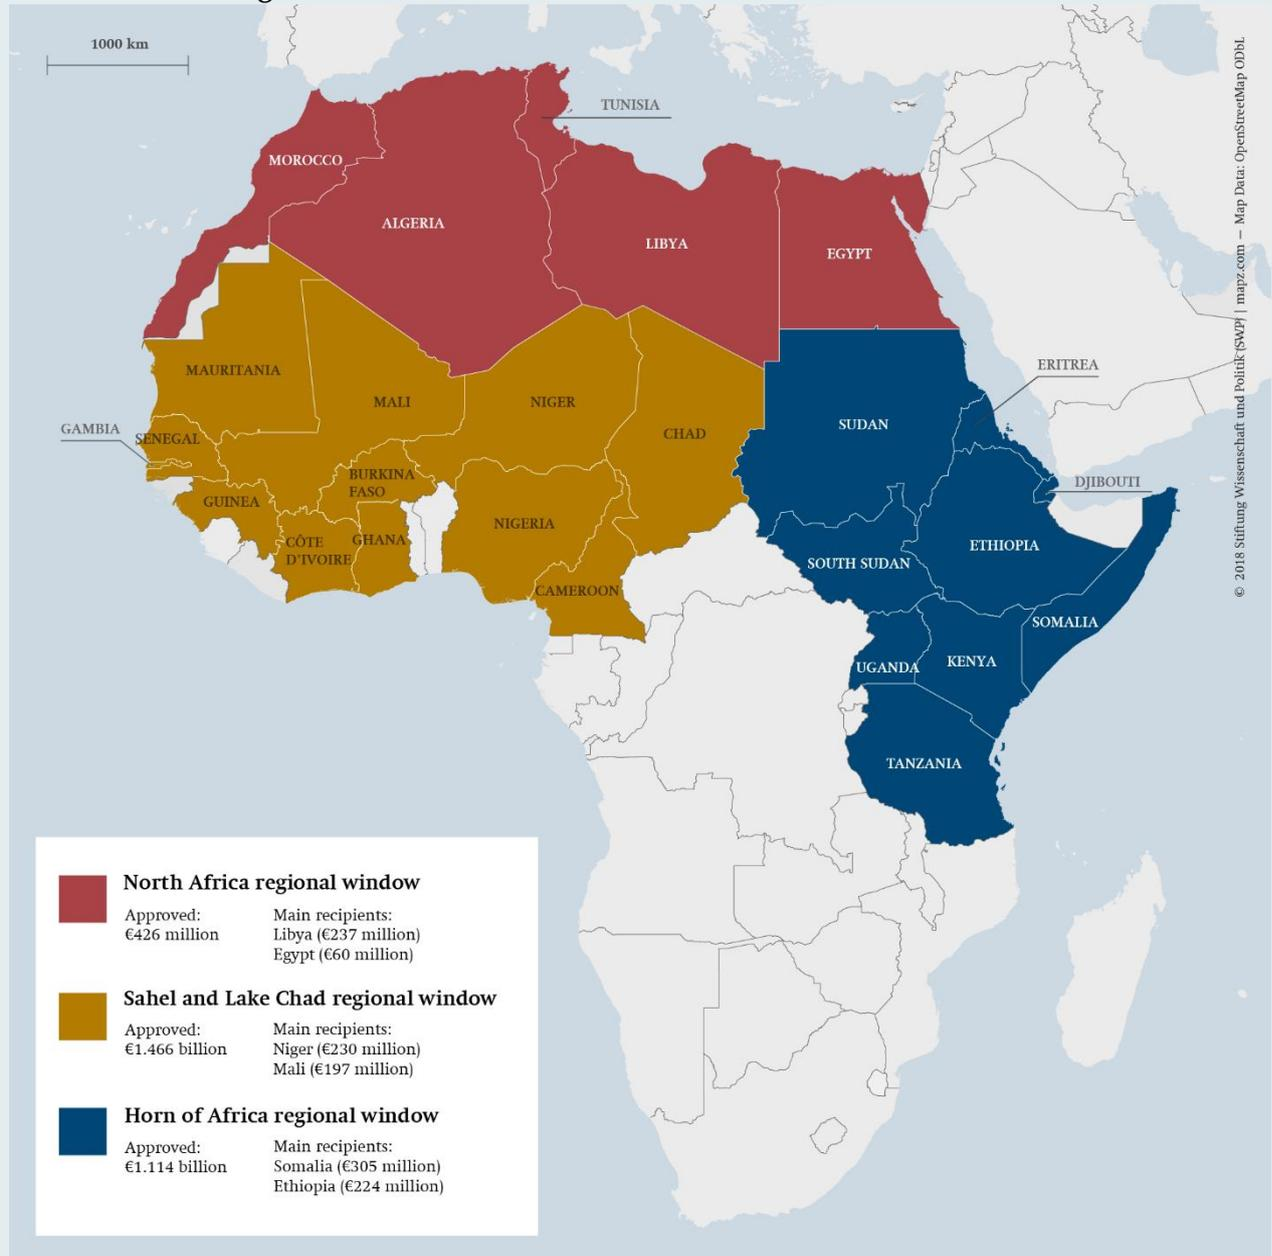 1000 km
TUNISIA
MOROCCO
ALGERIA
LIBYA
EGYPT
MAURITANIA
MALI
NIGER
CHAD
SUDAN
ERITREA
GAMBIA
SENEGAL
BURKINA
FASO
GUINEA
CÔTE
D'IVOIRE
GHANA
NIGERIA
CAMEROON
DJIBOUTI
ETHIOPIA
SOUTH SUDAN
SOMALIA
UGANDA
KENYA
TANZANIA
North Africa regional window
Approved:
€426 million
Main recipients:
Libya (€237 million)
Egypt (€60 million)
Sahel and Lake Chad regional window
Approved:
€1.466 billion
Main recipients:
Niger (€230 million)
Mali (€197 million)
Horn of Africa regional window
Approved:
€1.114 billion
Main recipients:
Somalia (€305 million)
Ethiopia (€224 million)
© 2018 Stiftung Wissenschaft und Politik (SWP) | mapz.com – Map Data: OpenStreetMap ODbL